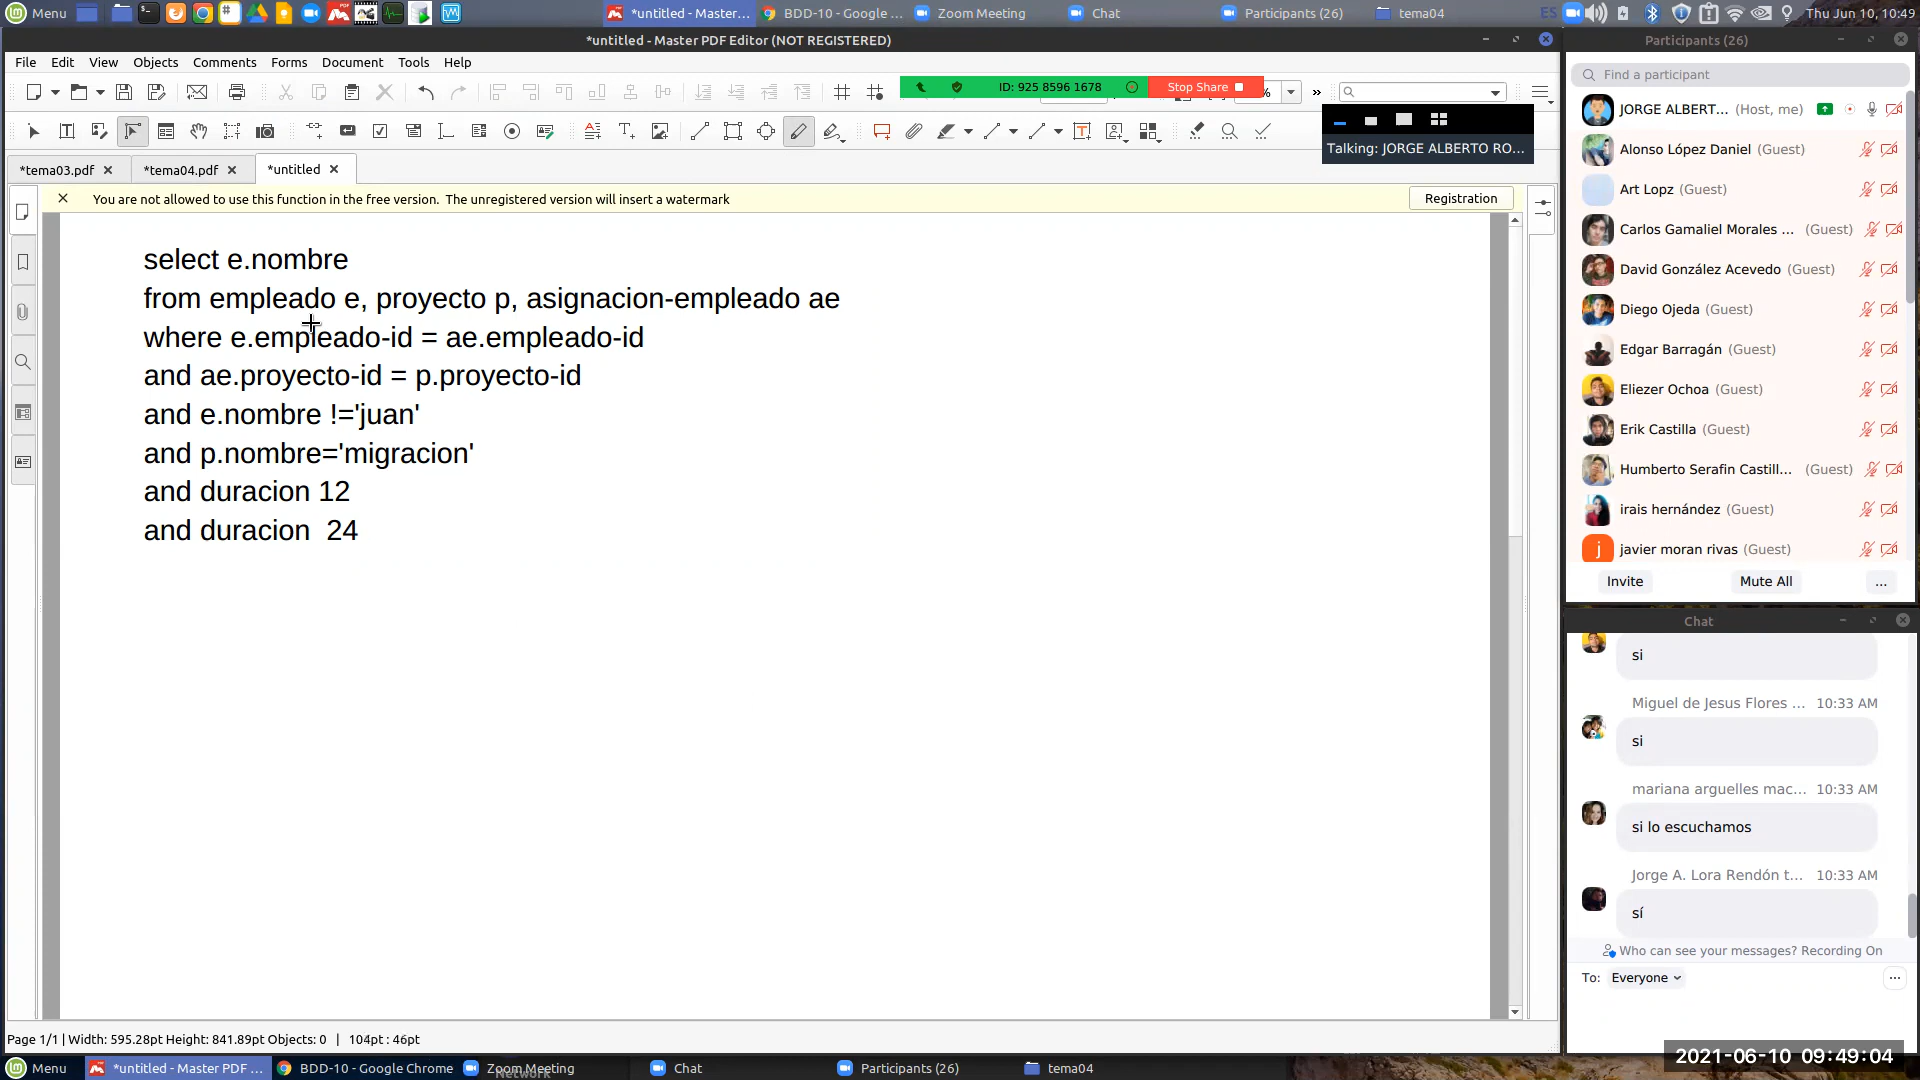 Menu
*untitled - Master...
BDD-10 - Google ...
Zoom Meeting
Chat
Participants (26)
tema04
ES
Thu Jun 10, 10:49
*untitled - Master PDF Editor (NOT REGISTERED)
File Edit View Objects Comments Forms Document Tools Help
ID: 925 8596 1678
Stop Share
%
Talking: JORGE ALBERTO RO...
*tema03.pdf
*tema04.pdf
*untitled
You are not allowed to use this function in the free version. The unregistered version will insert a watermark
Registration
select e.nombre
from empleado e, proyecto p, asignacion-empleado ae
where e.empleado-id = ae.empleado-id
and ae.proyecto-id = p.proyecto-id
and e.nombre !='juan'
and p.nombre='migracion'
and duracion 12
and duracion  24
Page 1/1 | Width: 595.28pt Height: 841.89pt Objects: 0 | 104pt : 46pt
Participants (26)
Find a participant
JORGE ALBERT... (Host, me)
Alonso López Daniel (Guest)
Art Lopz (Guest)
Carlos Gamaliel Morales ... (Guest)
David González Acevedo (Guest)
Diego Ojeda (Guest)
Edgar Barragán (Guest)
Eliezer Ochoa (Guest)
Erik Castilla (Guest)
Humberto Serafin Castill... (Guest)
irais hernández (Guest)
j
javier moran rivas (Guest)
Invite
Mute All
...
Chat
si
Miguel de Jesus Flores ... 10:33 AM
si
mariana arguelles mac... 10:33 AM
si lo escuchamos
Jorge A. Lora Rendón t... 10:33 AM
sí
Who can see your messages? Recording On
To: Everyone
Menu
*untitled - Master PDF ...
BDD-10 - Google Chrome
Zoom Meeting
Network
Chat
Participants (26)
tema04
2021-06-10 09:49:04